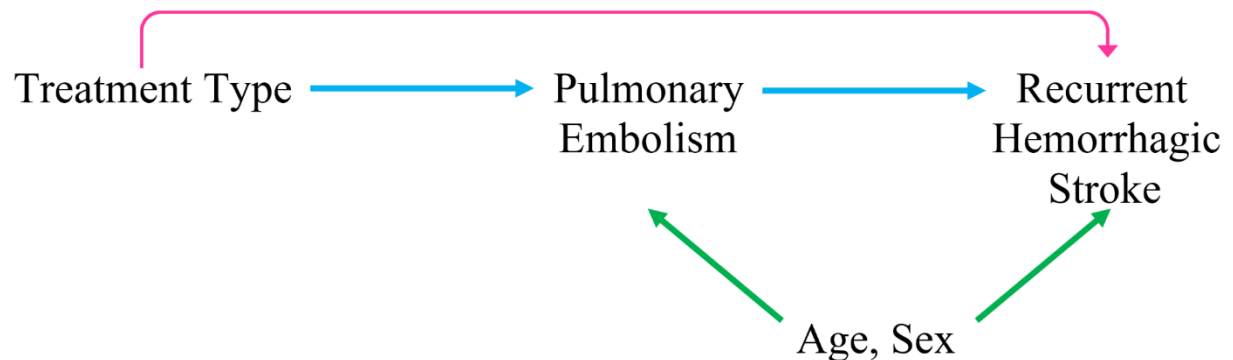 Treatment Type
Pulmonary
Embolism
Recurrent
Hemorrhagic
Stroke
Age, Sex